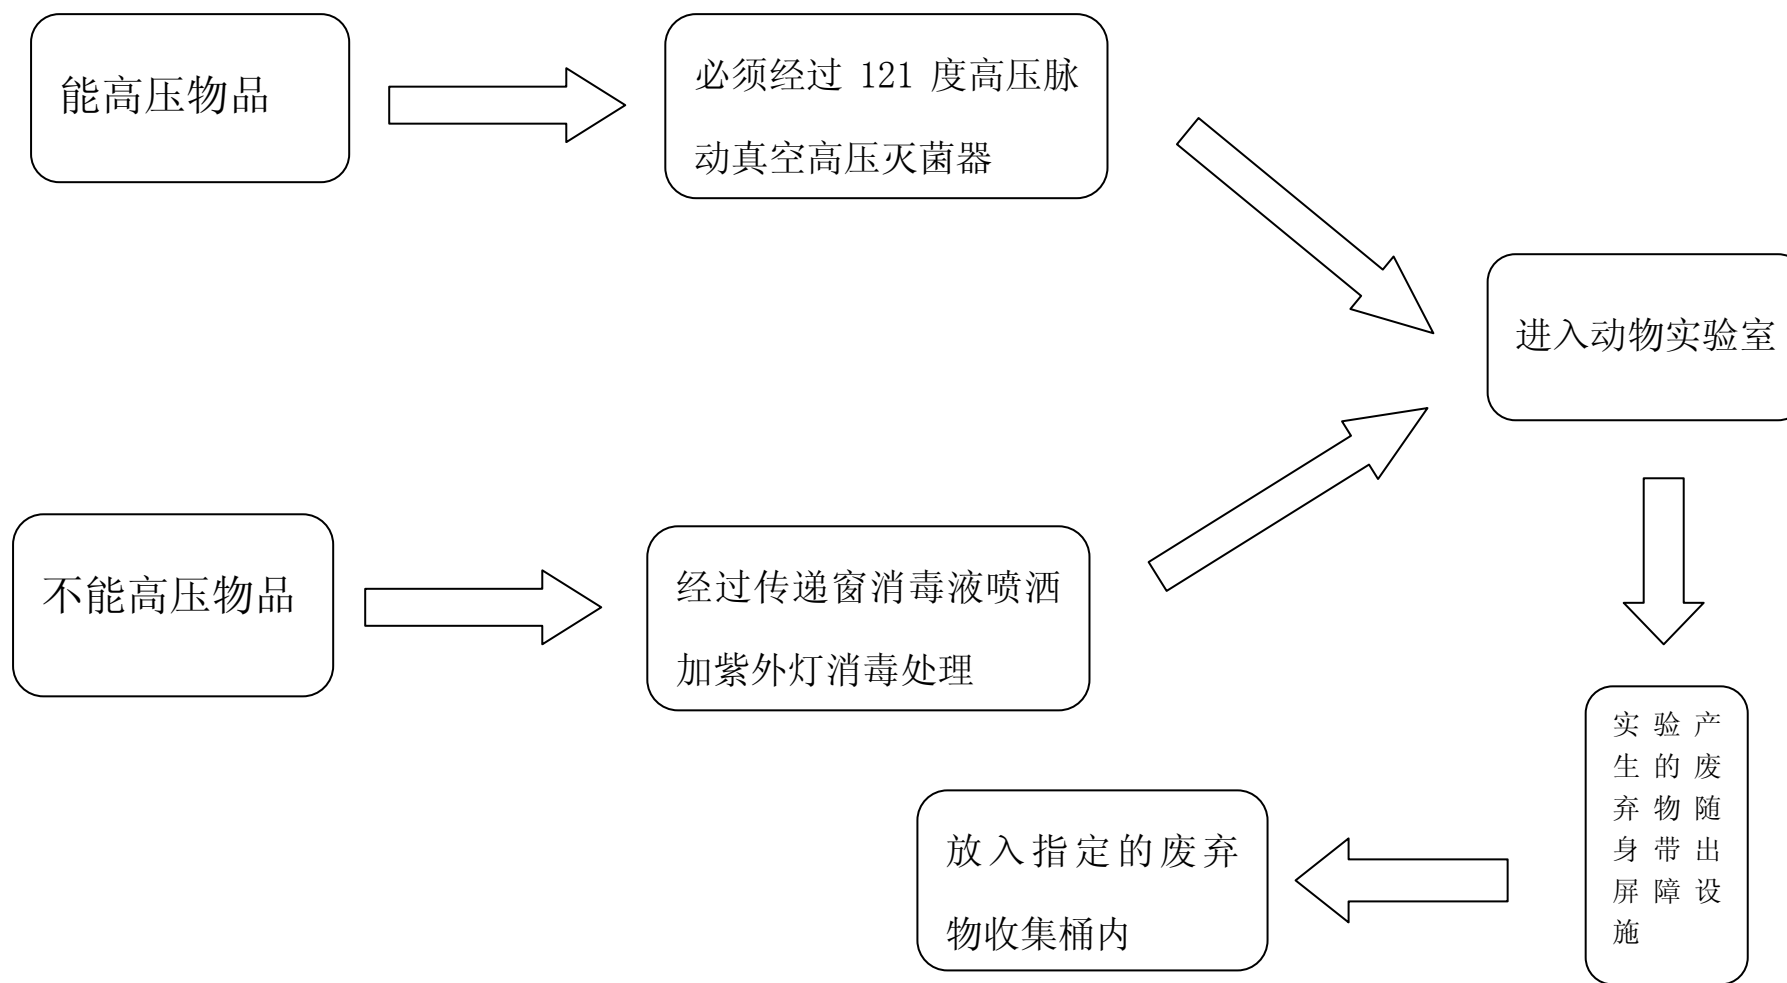 能高压物品
必须经过 121 度高压脉
动真空高压灭菌器
进入动物实验室
不能高压物品
经过传递窗消毒液喷洒
加紫外灯消毒处理
实验产
生的废
弃物随
身带出
屏障设
施
放入指定的废弃
物收集桶内